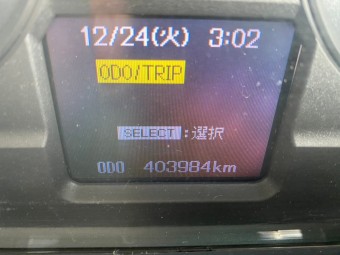 12/24(火) 3:02
ODO/TRIP
SELECT :選択
ODO 403984km